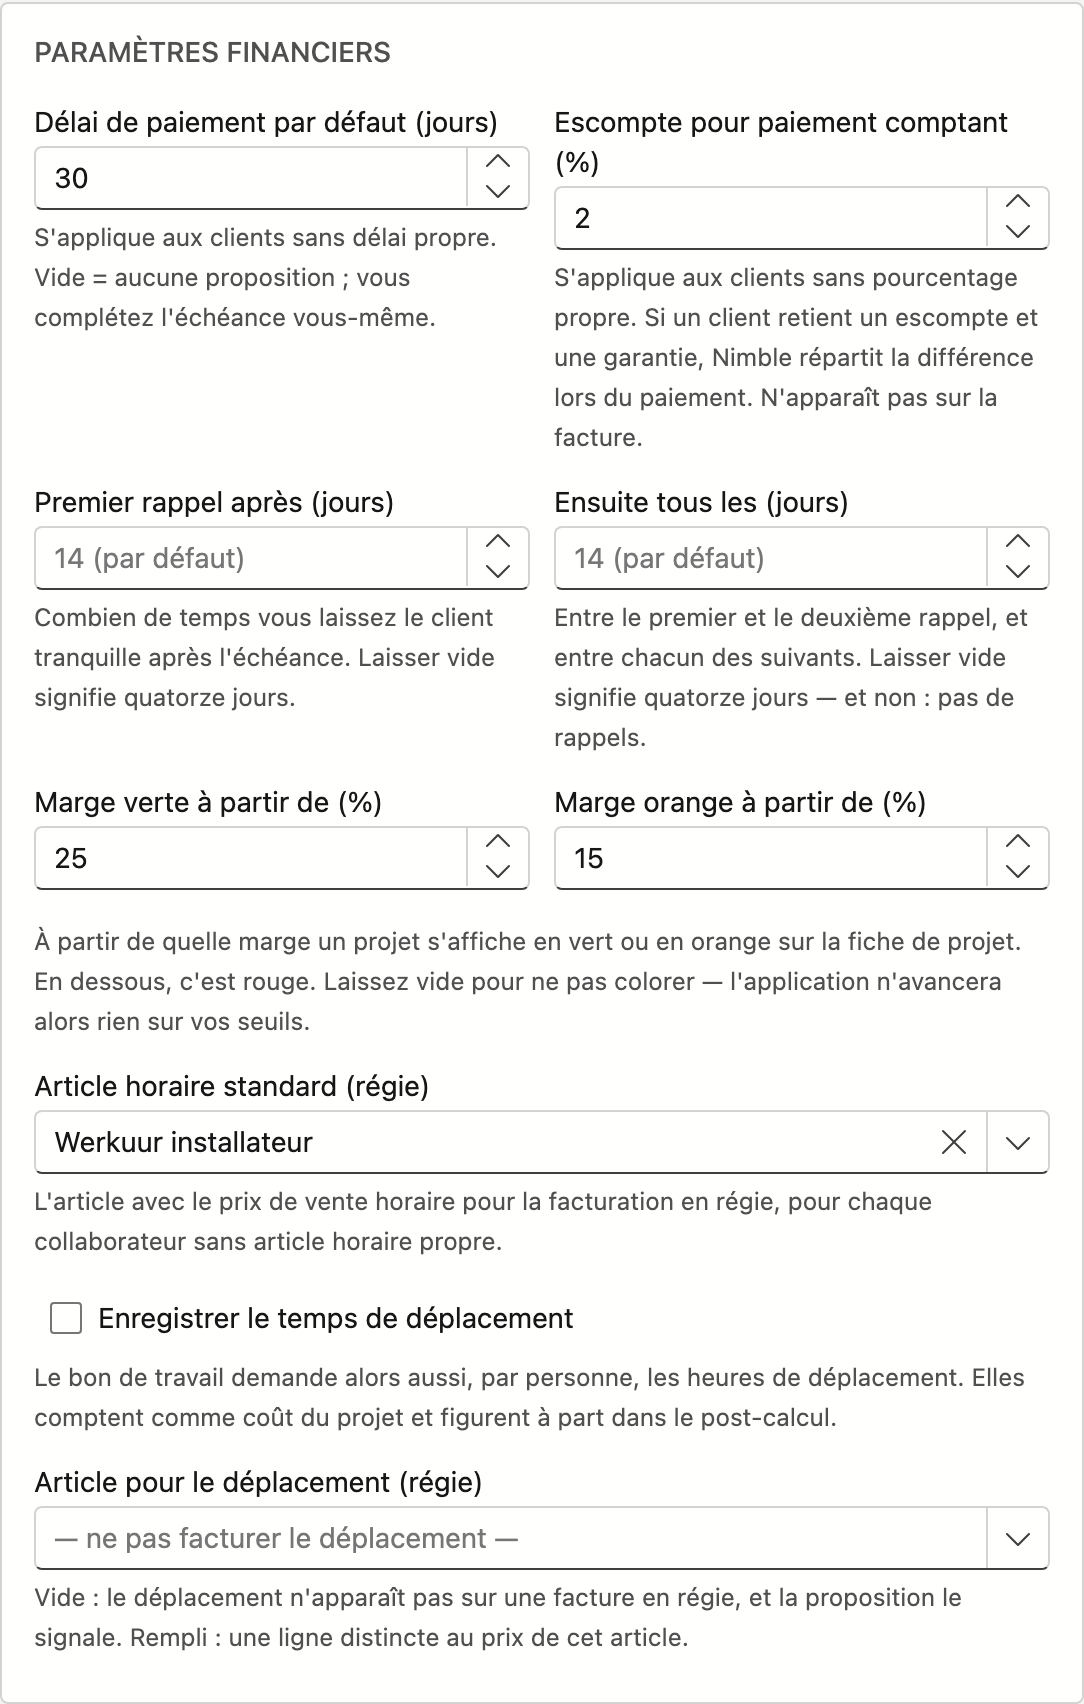 PARAMÈTRES FINANCIERS
Délai de paiement par défaut (jours)
30
S'applique aux clients sans délai propre.
Vide = aucune proposition ; vous
complétez l'échéance vous-même.
Escompte pour paiement comptant
(%)
2
S'applique aux clients sans pourcentage
propre. Si un client retient un escompte et
une garantie, Nimble répartit la différence
lors du paiement. N'apparaît pas sur la
facture.
Premier rappel après (jours)
14 (par défaut)
Combien de temps vous laissez le client
tranquille après l'échéance. Laisser vide
signifie quatorze jours.
Ensuite tous les (jours)
14 (par défaut)
Entre le premier et le deuxième rappel, et
entre chacun des suivants. Laisser vide
signifie quatorze jours — et non : pas de
rappels.
Marge verte à partir de (%)
25
Marge orange à partir de (%)
15
À partir de quelle marge un projet s'affiche en vert ou en orange sur la fiche de projet.
En dessous, c'est rouge. Laissez vide pour ne pas colorer — l'application n'avancera
alors rien sur vos seuils.
Article horaire standard (régie)
Werkuur installateur
L'article avec le prix de vente horaire pour la facturation en régie, pour chaque
collaborateur sans article horaire propre.
Enregistrer le temps de déplacement
Le bon de travail demande alors aussi, par personne, les heures de déplacement. Elles
comptent comme coût du projet et figurent à part dans le post-calcul.
Article pour le déplacement (régie)
— ne pas facturer le déplacement —
Vide : le déplacement n'apparaît pas sur une facture en régie, et la proposition le
signale. Rempli : une ligne distincte au prix de cet article.